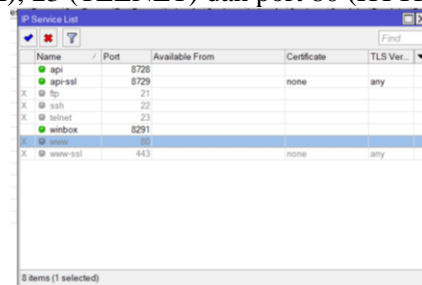 23 (TELNET) dan port 80 (HTTP
IP Service List
Find
Name Port Available From Certificate TLS Ver...
api 8728
api-ssl 8729 none any
X ftp 21
X ssh 22
X telnet 23
winbox 8291
X www 80
X www-ssl 443 none any
8 items (1 selected)